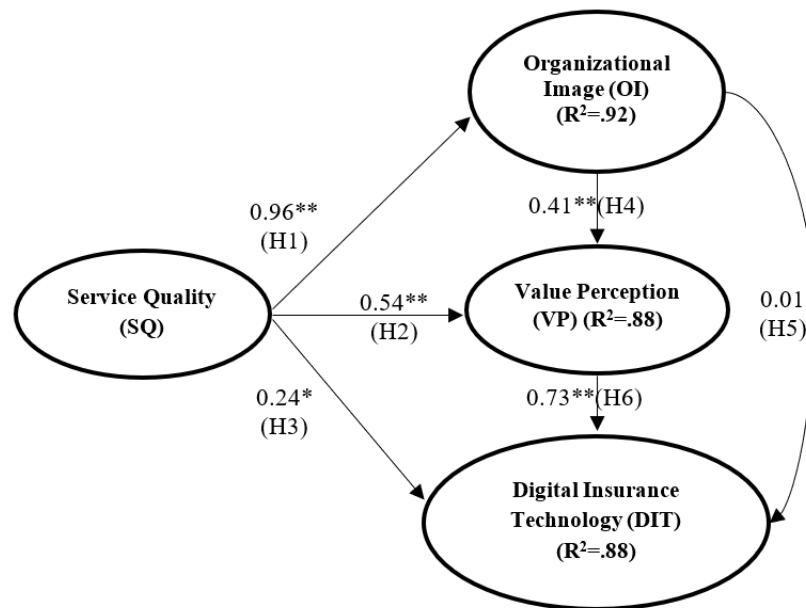 Organizational
Image (OI)
(R²=.92)
0.96**
(H1)
0.41**(H4)
Service Quality
(SQ)
0.54**
(H2)
Value Perception
(VP) (R²=.88)
0.01
(H5)
0.24*
(H3)
0.73**(H6)
Digital Insurance
Technology (DIT)
(R²=.88)